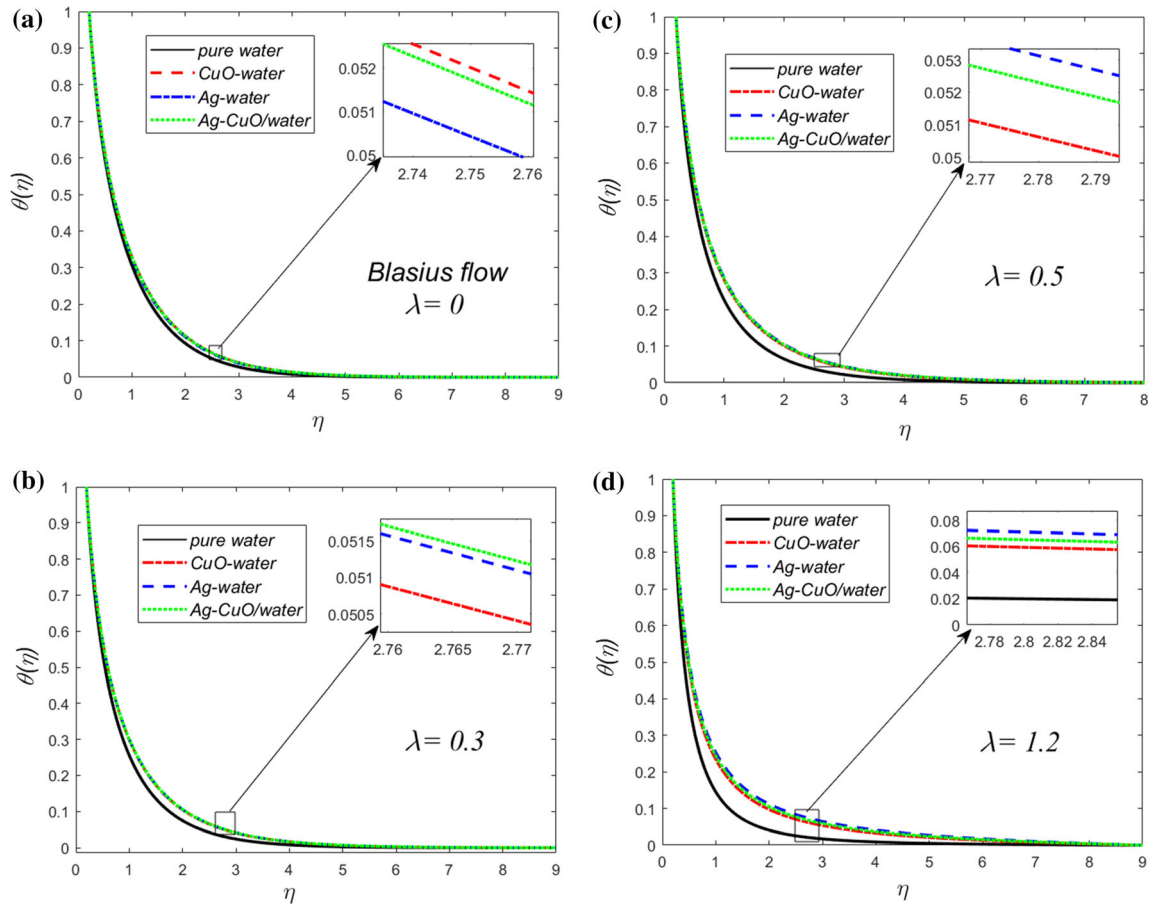 (a)
1
0.9
0.8
0.7
0.6
0.5
0.4
0.3
0.2
0.1
0
θ(η)
pure water
CuO-water
Ag-water
Ag-CuO/water
0.052
0.051
0.05
2.74 2.75 2.76
Blasius flow
λ= 0
0 1 2 3 4 5 6 7 8 9
η
(c)
1
0.9
0.8
0.7
0.6
0.5
0.4
0.3
0.2
0.1
0
θ(η)
pure water
CuO-water
Ag-water
Ag-CuO/water
0.053
0.052
0.051
0.05
2.77 2.78 2.79
λ= 0.5
0 1 2 3 4 5 6 7 8
η
(b)
1
0.9
0.8
0.7
0.6
0.5
0.4
0.3
0.2
0.1
0
θ(η)
pure water
CuO-water
Ag-water
Ag-CuO/water
0.0515
0.051
0.0505
2.76 2.765 2.77
λ= 0.3
0 1 2 3 4 5 6 7 8 9
η
(d)
1
0.9
0.8
0.7
0.6
0.5
0.4
0.3
0.2
0.1
0
θ(η)
pure water
CuO-water
Ag-water
Ag-CuO/water
0.08
0.06
0.04
0.02
0
2.78 2.8 2.82 2.84
λ= 1.2
0 1 2 3 4 5 6 7 8 9
η